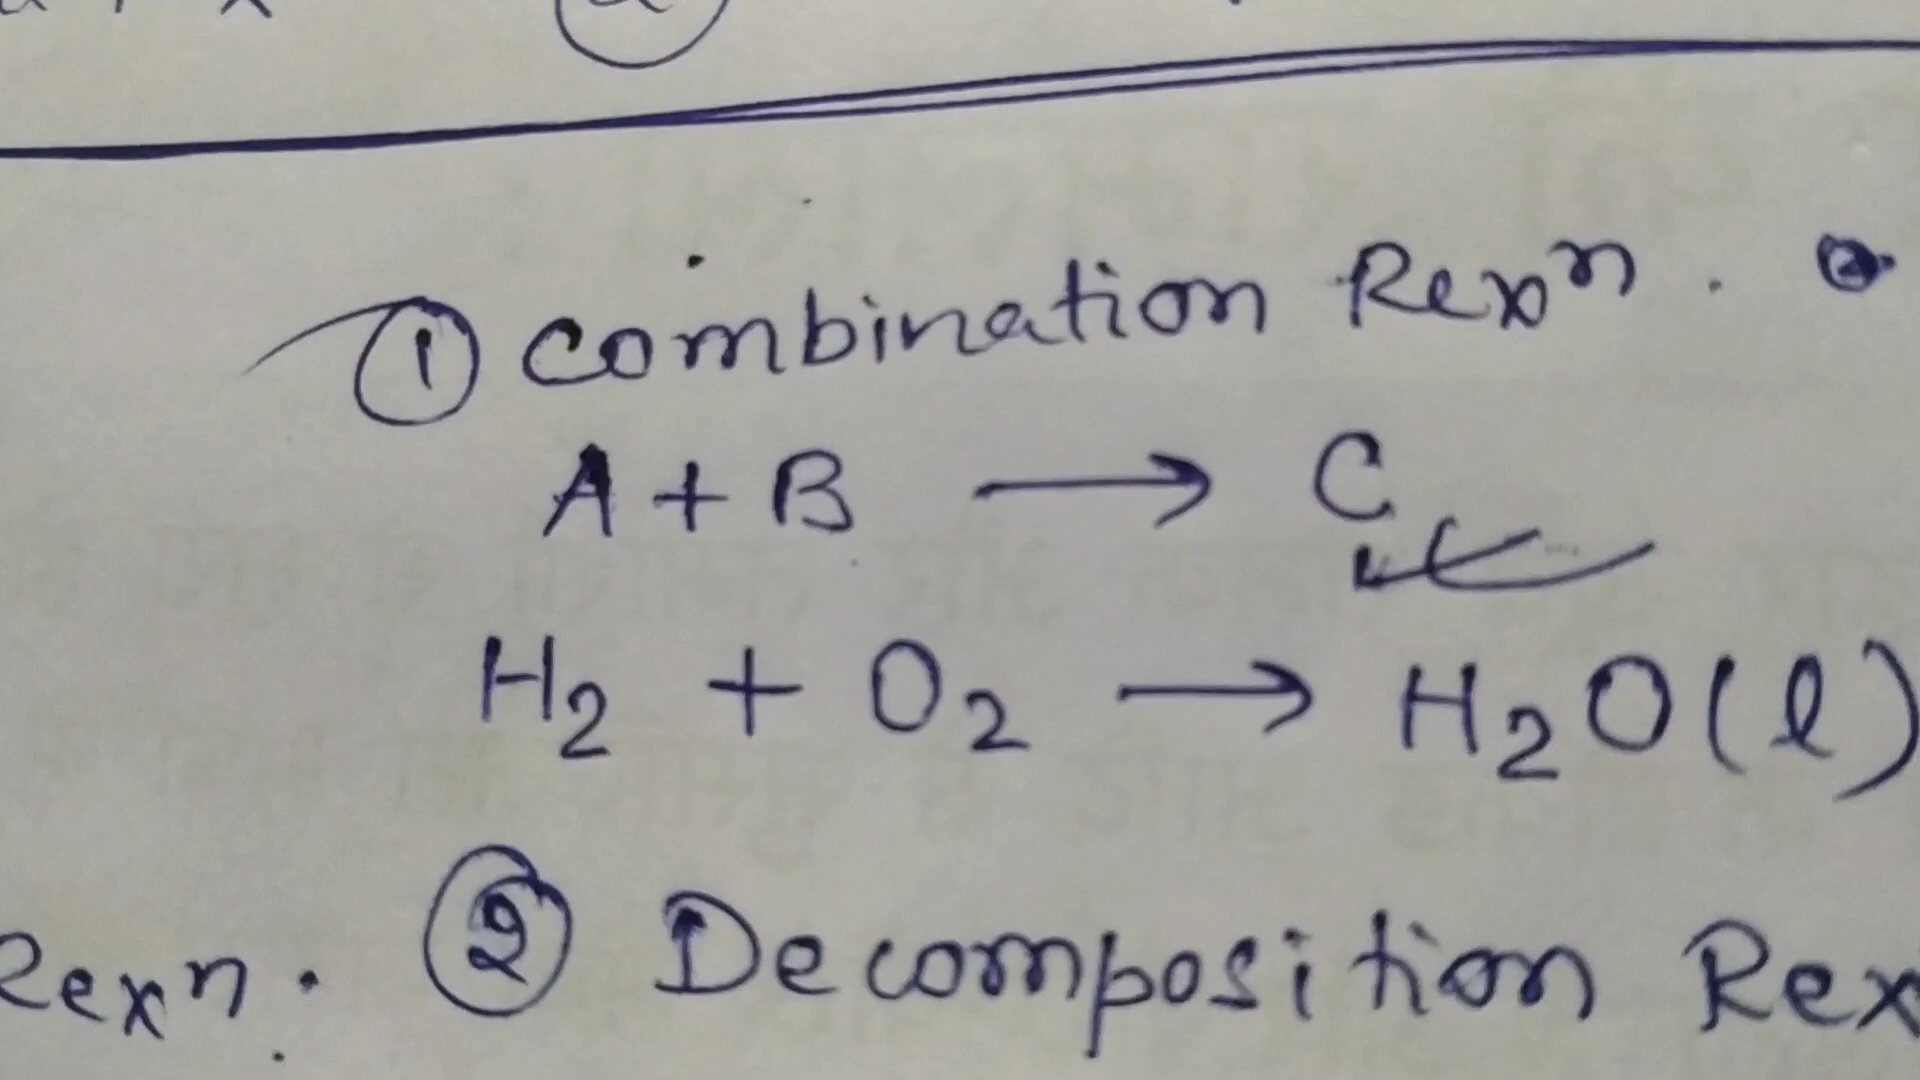 ① Combination Rexⁿ.
A + B → C
H₂ + O₂ → H₂O(l)
Rexⁿ. ② Decomposition Rex